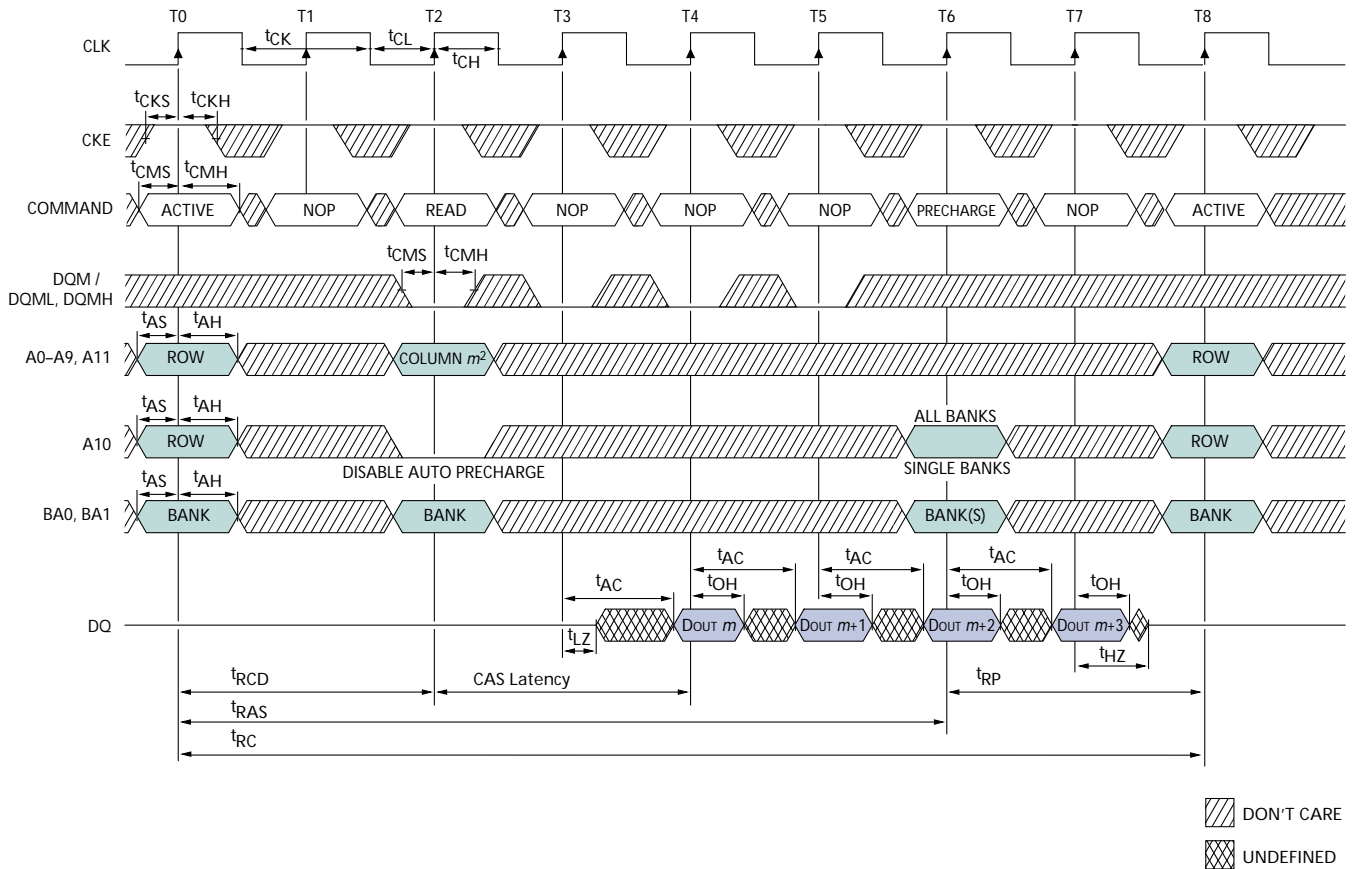 T0 T1 T2 T3 T4 T5 T6 T7 T8
CLK
tCK tCL
tCH
tCKS tCKH
CKE
tCMS tCMH
COMMAND ACTIVE NOP READ NOP NOP NOP PRECHARGE NOP ACTIVE
tCMS tCMH
DQM /
DQML, DQMH
tAS tAH
A0–A9, A11 ROW COLUMN m2 ROW
tAS tAH
ALL BANKS
A10 ROW ROW
DISABLE AUTO PRECHARGE SINGLE BANKS
tAS tAH
BA0, BA1 BANK BANK BANK(S) BANK
tAC tAC tAC
tAC tOH tOH tOH tOH
DQ DOUT m DOUT m+1 DOUT m+2 DOUT m+3
tLZ tHZ
tRCD CAS Latency tRP
tRAS
tRC
DON'T CARE
UNDEFINED